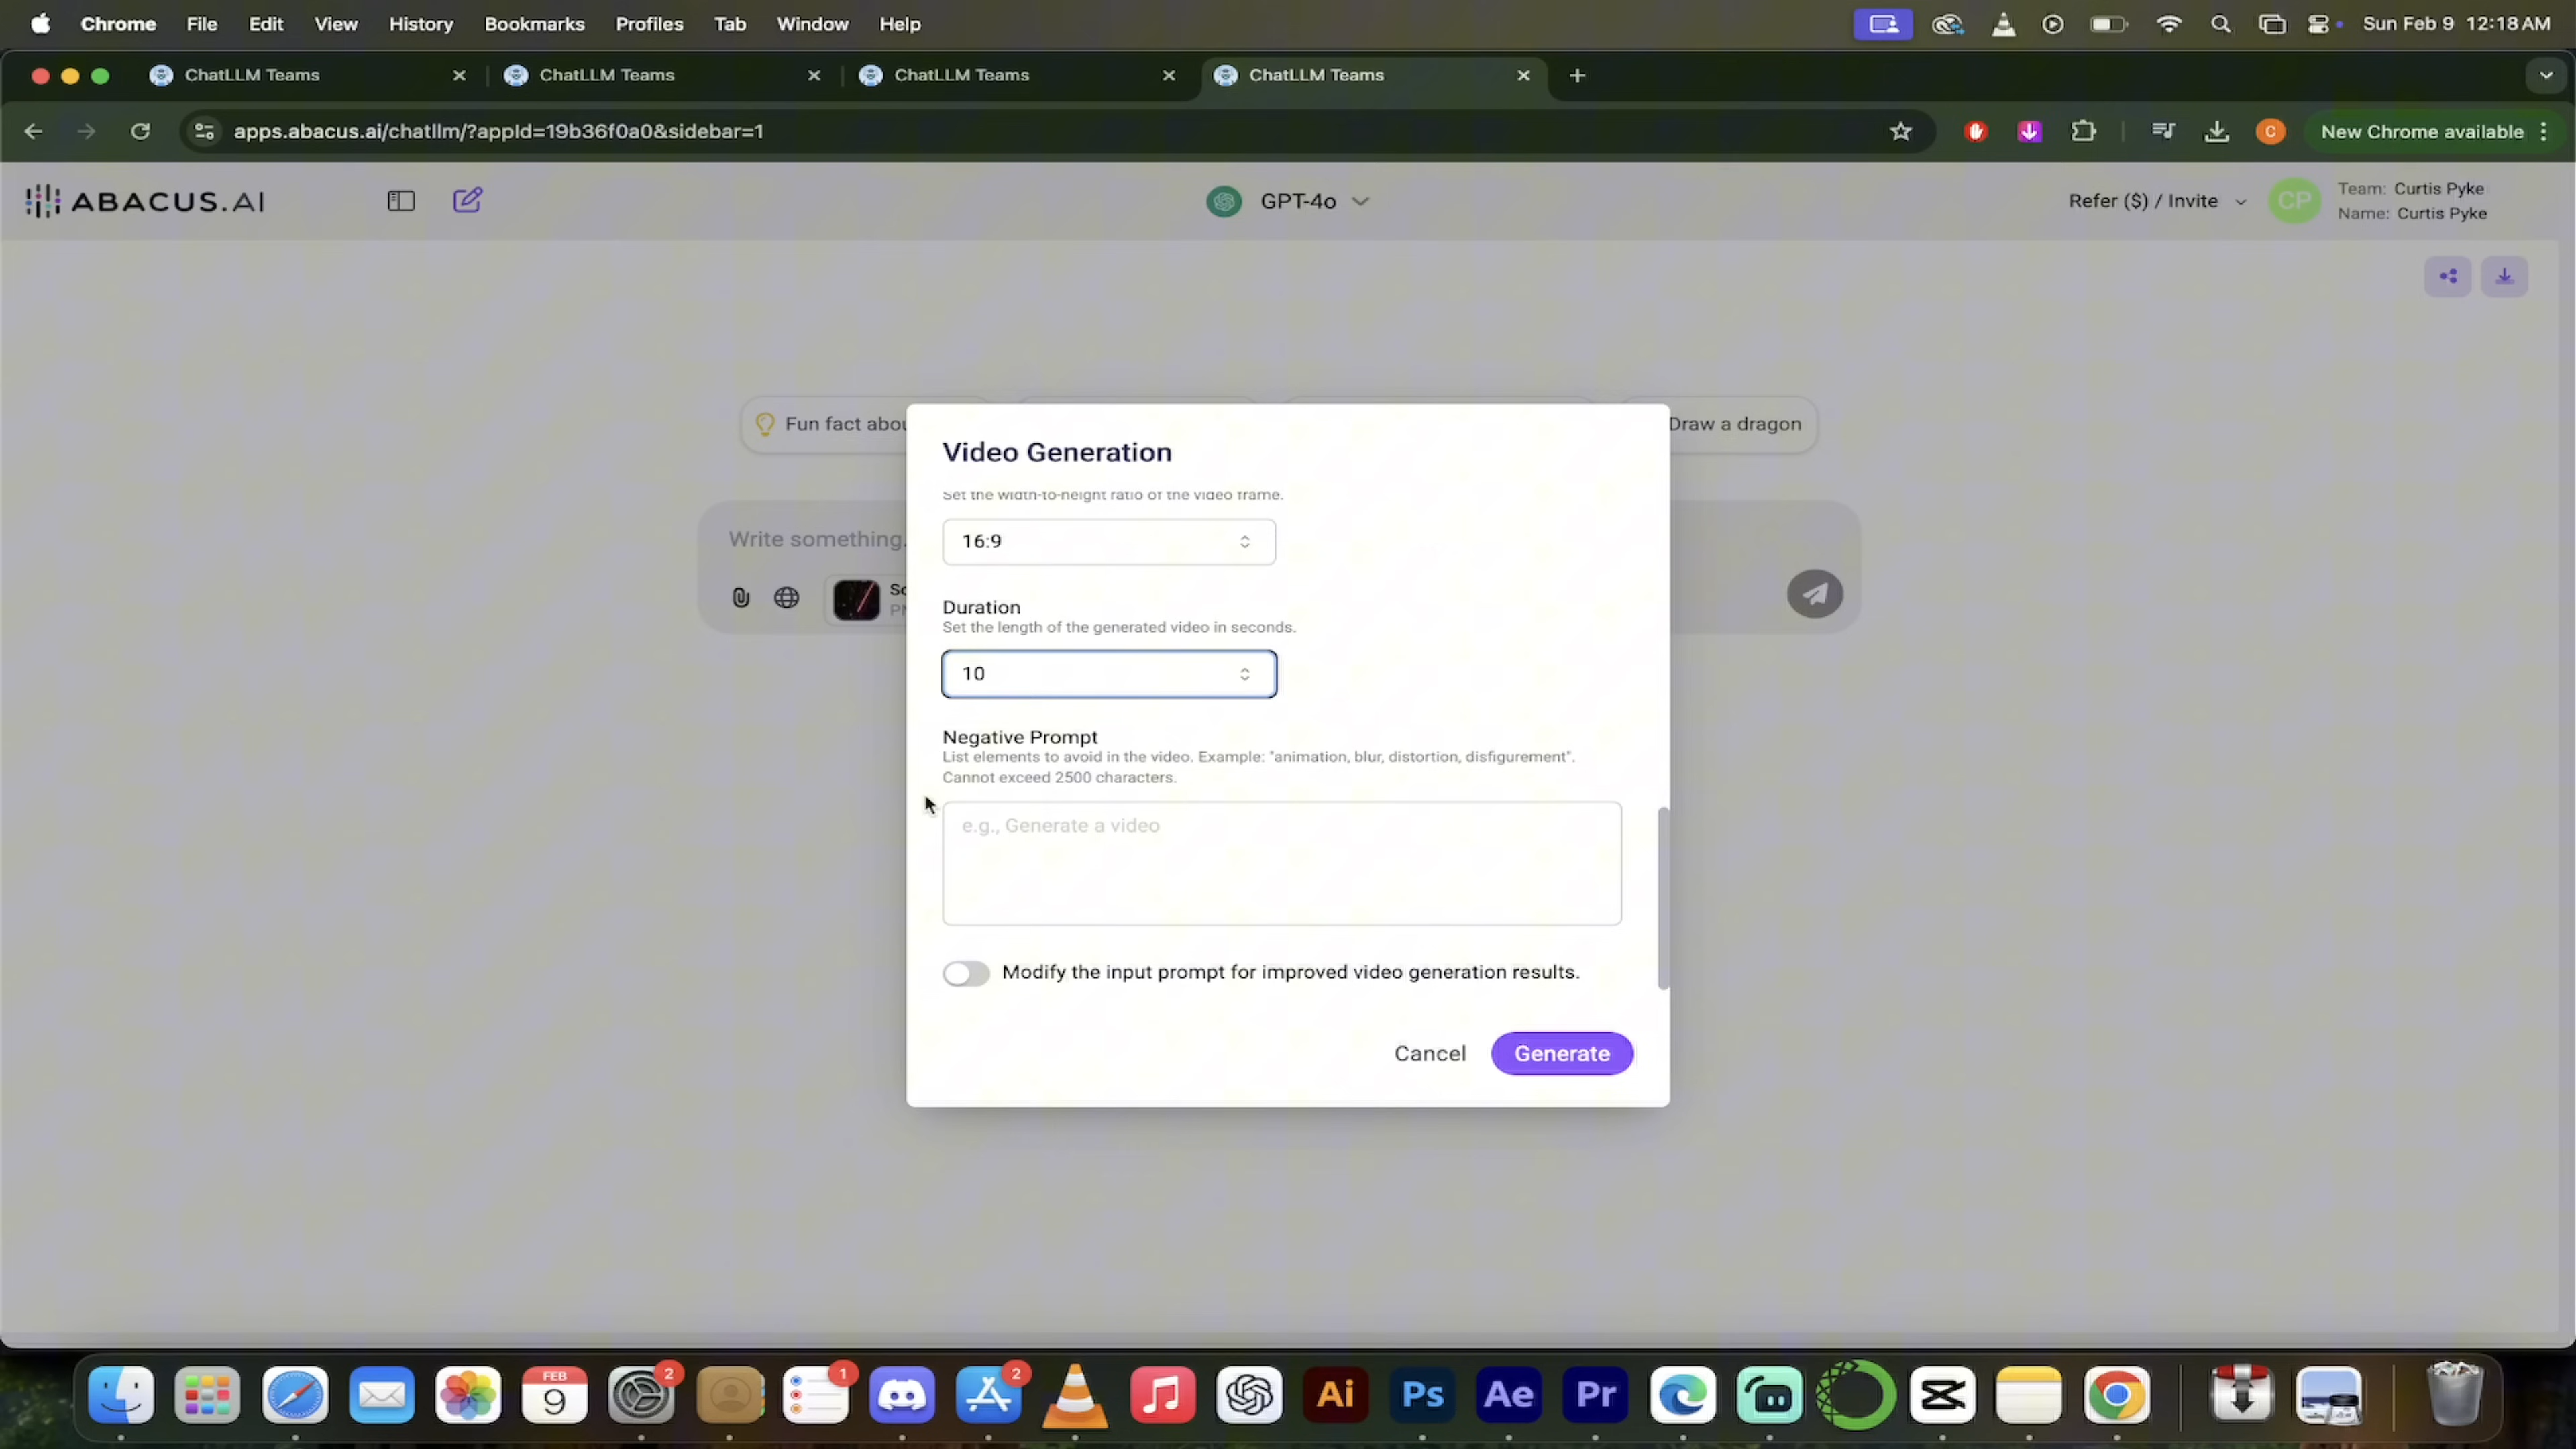 Chrome File Edit View History Bookmarks Profiles Tab Window Help Sun Feb 9 12:18 AM
ChatLLM Teams ChatLLM Teams ChatLLM Teams ChatLLM Teams
apps.abacus.ai/chatllm/?appId=19b36f0a0&sidebar=1 C New Chrome available
ABACUS.AI GPT-4o Refer ($) / Invite CP Team: Curtis Pyke
Name: Curtis Pyke
Fun fact abou Draw a dragon
Write something.
Sc
Video Generation
Set the width-to-height ratio of the video frame.
16:9
Duration
Set the length of the generated video in seconds.
10
Negative Prompt
List elements to avoid in the video. Example: "animation, blur, distortion, disfigurement".
Cannot exceed 2500 characters.
e.g., Generate a video
Modify the input prompt for improved video generation results.
Cancel Generate
FEB
9 2 1 2 Ai Ps Ae Pr